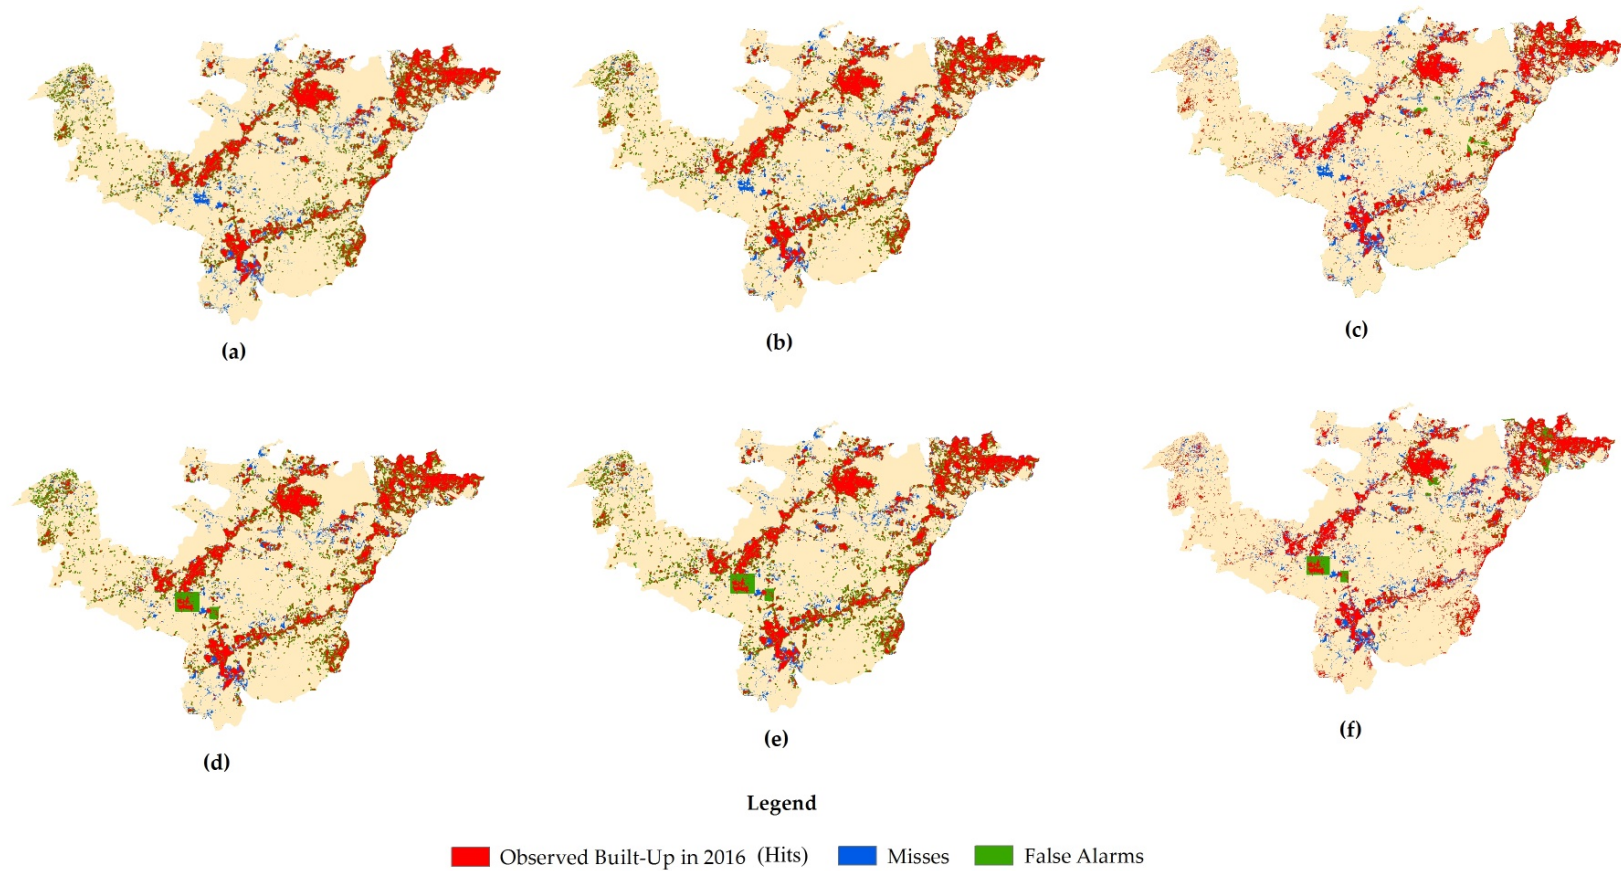 (a)
(b)
(c)
(d)
(e)
(f)
Legend
Observed Built-Up in 2016 (Hits) Misses False Alarms